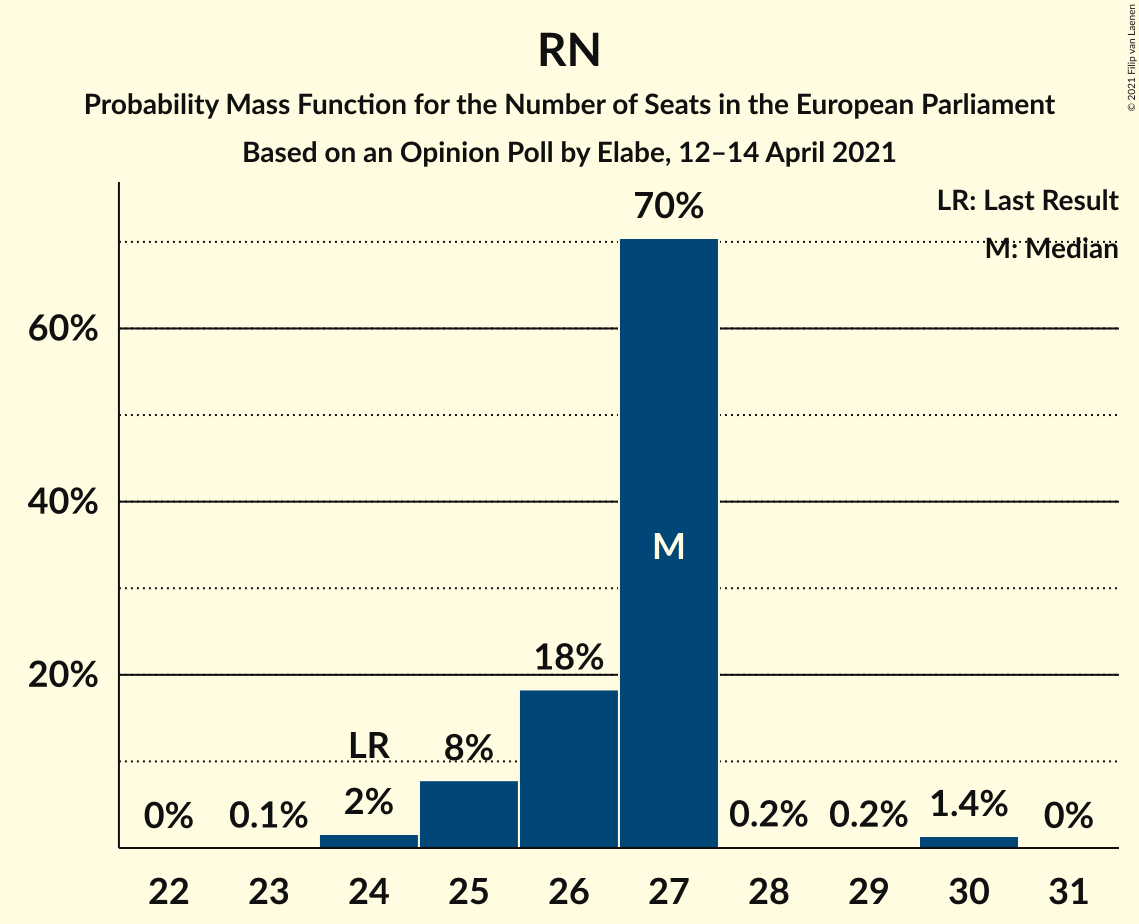 RN
Probability Mass Function for the Number of Seats in the European Parliament
Based on an Opinion Poll by Elabe, 12–14 April 2021
© 2021 Filip van Laenen
LR: Last Result
M: Median
70%
60%
40%
M
20%
18%
LR
8%
0%
0.1%
2%
0.2%
0.2%
1.4%
0%
22 23 24 25 26 27 28 29 30 31